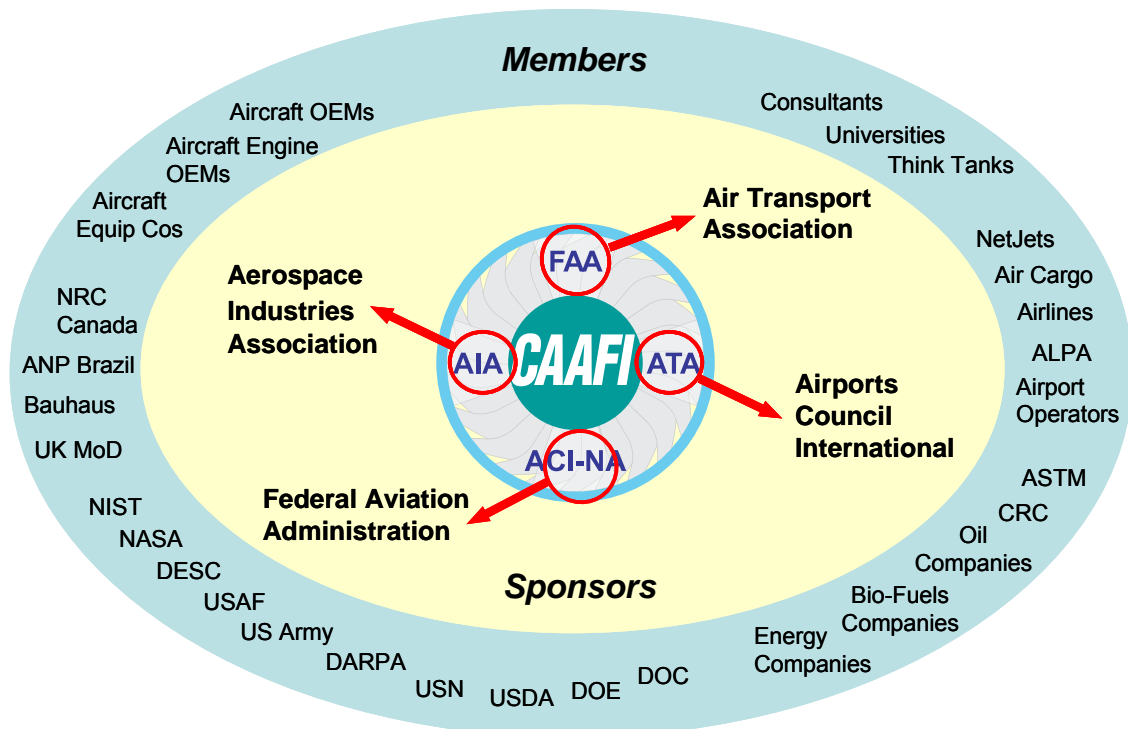 Members
Aircraft OEMs
Aircraft Engine
OEMs
Aircraft
Equip Cos
NRC
Canada
ANP Brazil
Bauhaus
UK MoD
NIST
NASA
DESC
USAF
US Army
DARPA
USN
USDA
DOE
DOC
Consultants
Universities
Think Tanks
NetJets
Air Cargo
Airlines
ALPA
Airport
Operators
ASTM
CRC
Oil
Companies
Bio-Fuels
Companies
Energy
Companies
Air Transport
Association
Aerospace
Industries
Association
FAA
AIA
CAAFI
ATA
ACI-NA
Airports
Council
International
Federal Aviation
Administration
Sponsors